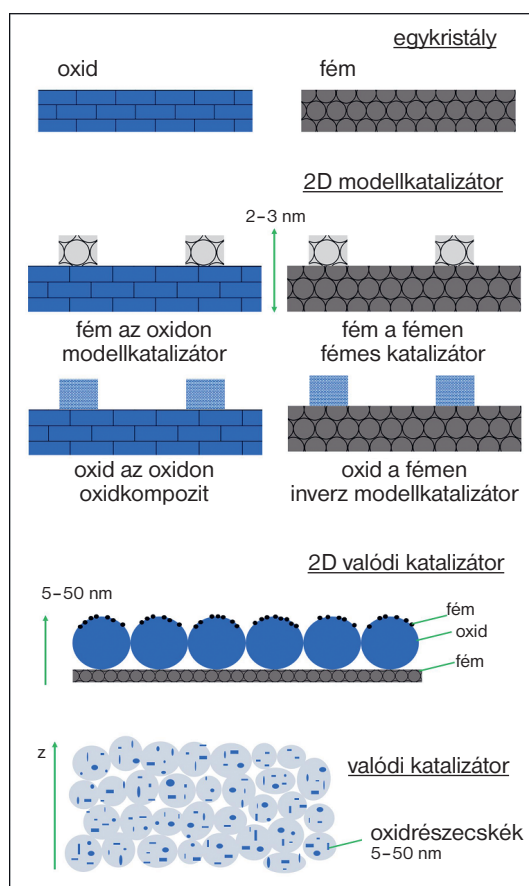 egykristály
oxid
fém
2D modellkatalizátor
2–3 nm
fém az oxidon
modellkatalizátor
fém a fémen
fémes katalizátor
oxid az oxidon
oxidkompozit
oxid a fémen
inverz modellkatalizátor
2D valódi katalizátor
5–50 nm
fém
oxid
fém
z
valódi katalizátor
oxidrészecskék
5–50 nm